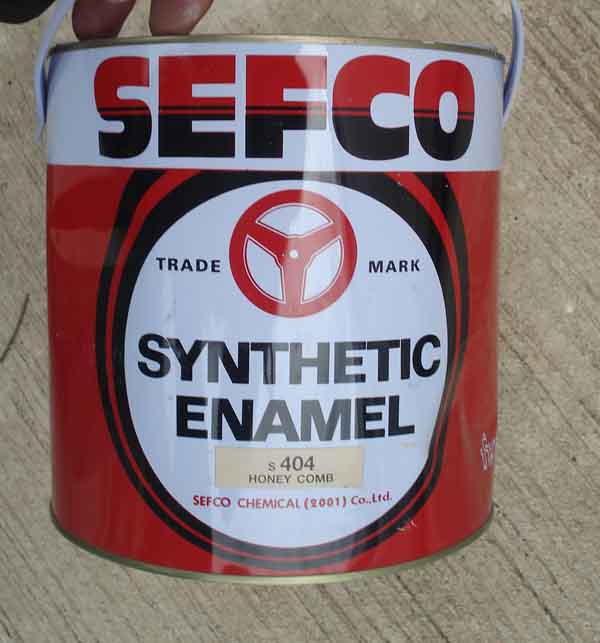 SEFCO
TRADE MARK
SYNTHETIC
ENAMEL
S 404
HONEY COMB
SEFCO CHEMICAL (2001) Co.,Ltd.